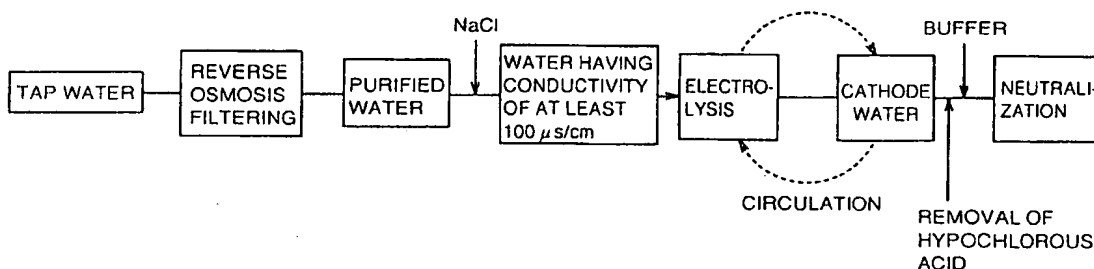 TAP WATER
REVERSE
OSMOSIS
FILTERING
PURIFIED
WATER
NaCl
WATER HAVING
CONDUCTIVITY
OF AT LEAST
100 μs/cm
ELECTRO-
LYSIS
CIRCULATION
CATHODE
WATER
BUFFER
REMOVAL OF
HYPOCHLOROUS
ACID
NEUTRALI-
ZATION